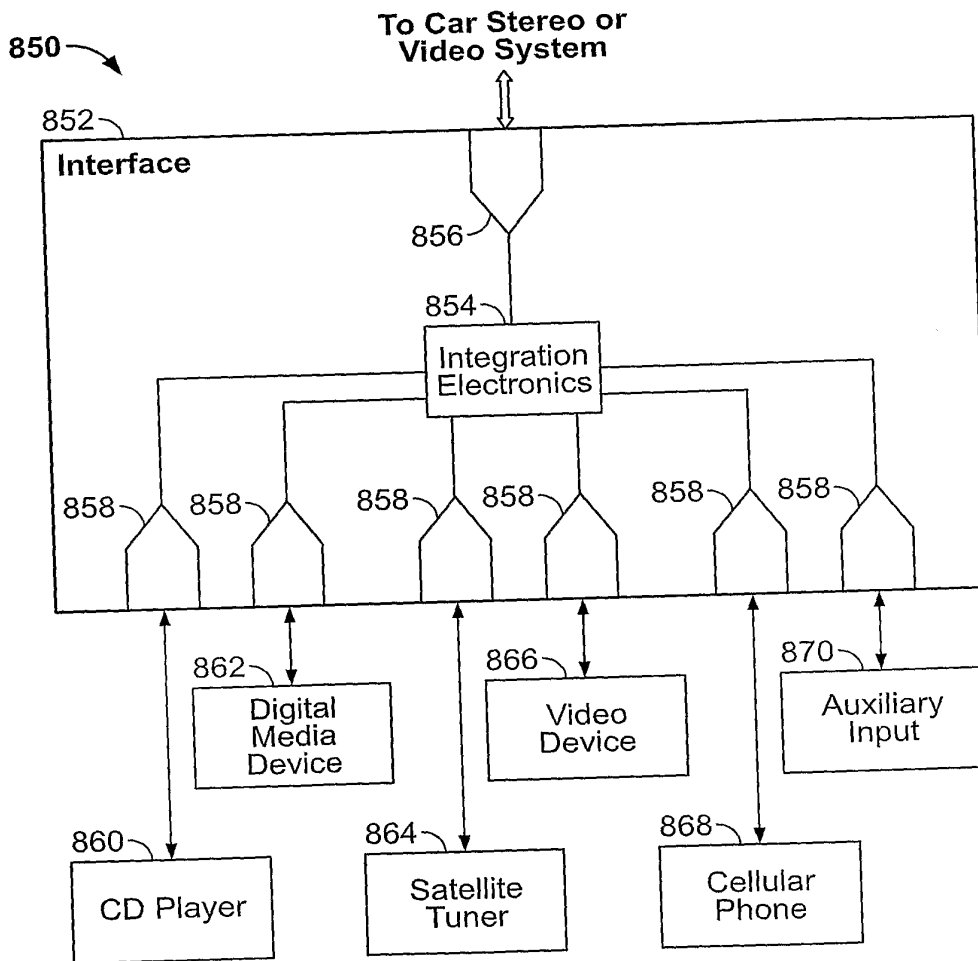 To Car Stereo or
Video System
850
852
Interface
856
854
Integration
Electronics
858
858
858
858
858
858
862
Digital
Media
Device
866
Video
Device
870
Auxiliary
Input
860
CD Player
864
Satellite
Tuner
868
Cellular
Phone